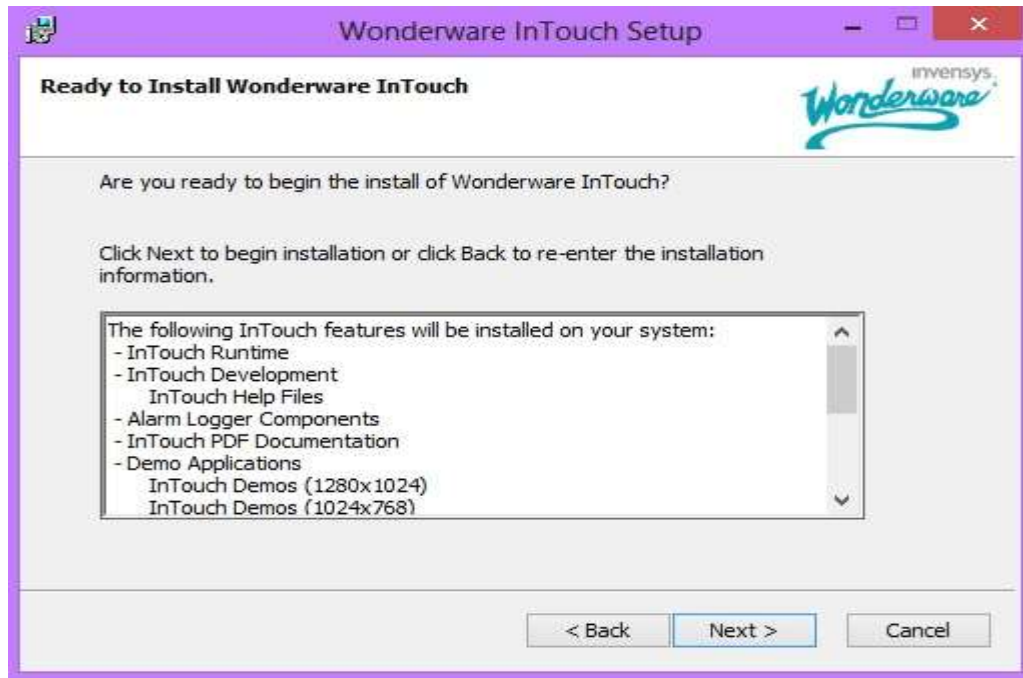 Wonderware InTouch Setup
Ready to Install Wonderware InTouch
invensys
Wonderware
Are you ready to begin the install of Wonderware InTouch?
Click Next to begin installation or click Back to re-enter the installation
information.
The following InTouch features will be installed on your system:
- InTouch Runtime
- InTouch Development
InTouch Help Files
- Alarm Logger Components
- InTouch PDF Documentation
- Demo Applications
InTouch Demos (1280x1024)
InTouch Demos (1024x768)
< Back Next > Cancel